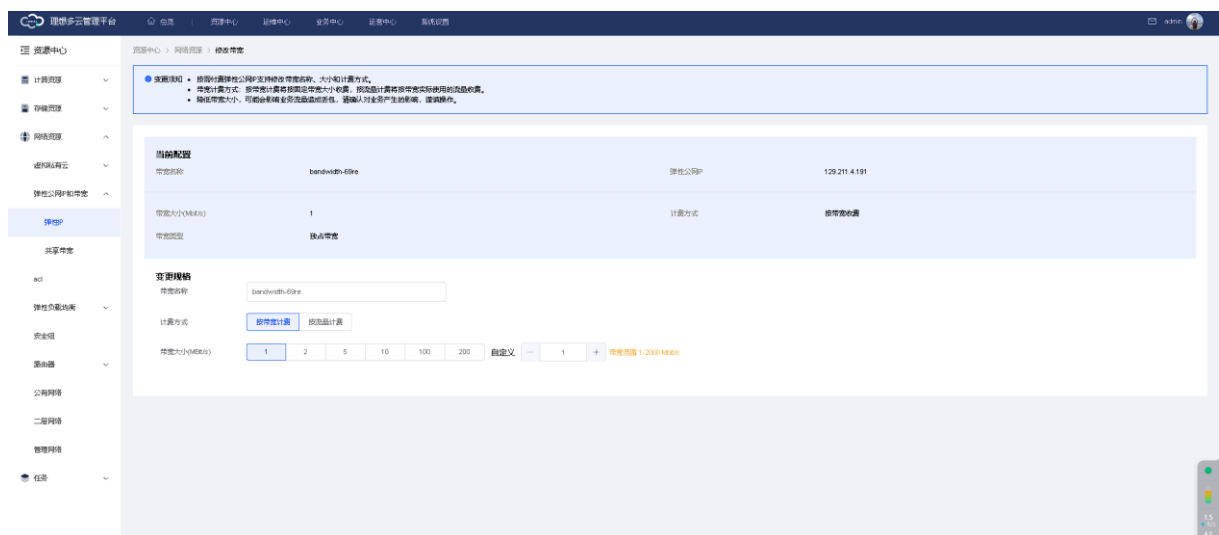 理想多云管理平台
总览
资源中心
运维中心
业务中心
运营中心
系统设置
admin
资源中心
资源中心 > 网络资源 > 修改带宽
计算资源
存储资源
网络资源
虚拟私有云
弹性公网IP和带宽
弹性IP
共享带宽
acl
弹性负载均衡
安全组
路由器
公有网络
二层网络
管理网络
任务
变更须知
按需付费弹性公网IP支持修改带宽名称、大小和计费方式。
带宽计费方式: 按带宽计费将按固定带宽大小收费, 按流量计费将按带宽实际使用的流量收费。
降低带宽大小, 可能会影响业务流量造成丢包, 请确认对业务产生的影响, 谨慎操作。
当前配置
带宽名称 bandwidth-69re 弹性公网IP 129.211.4.191
带宽大小(Mbit/s) 1 计费方式 按带宽收费
带宽类型 独占带宽
变更规格
带宽名称 bandwidth-69re
计费方式 按带宽计费 按流量计费
带宽大小(MBit/s) 1 2 5 10 100 200 自定义 − 1 + 带宽范围:1-2000 Mbit/s
1.5